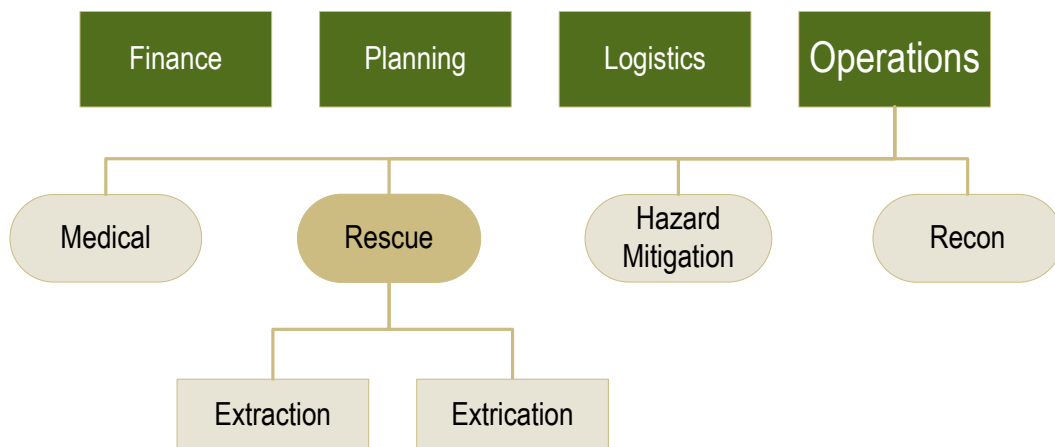 Finance
Planning
Logistics
Operations
Medical
Rescue
Hazard
Mitigation
Recon
Extraction
Extrication